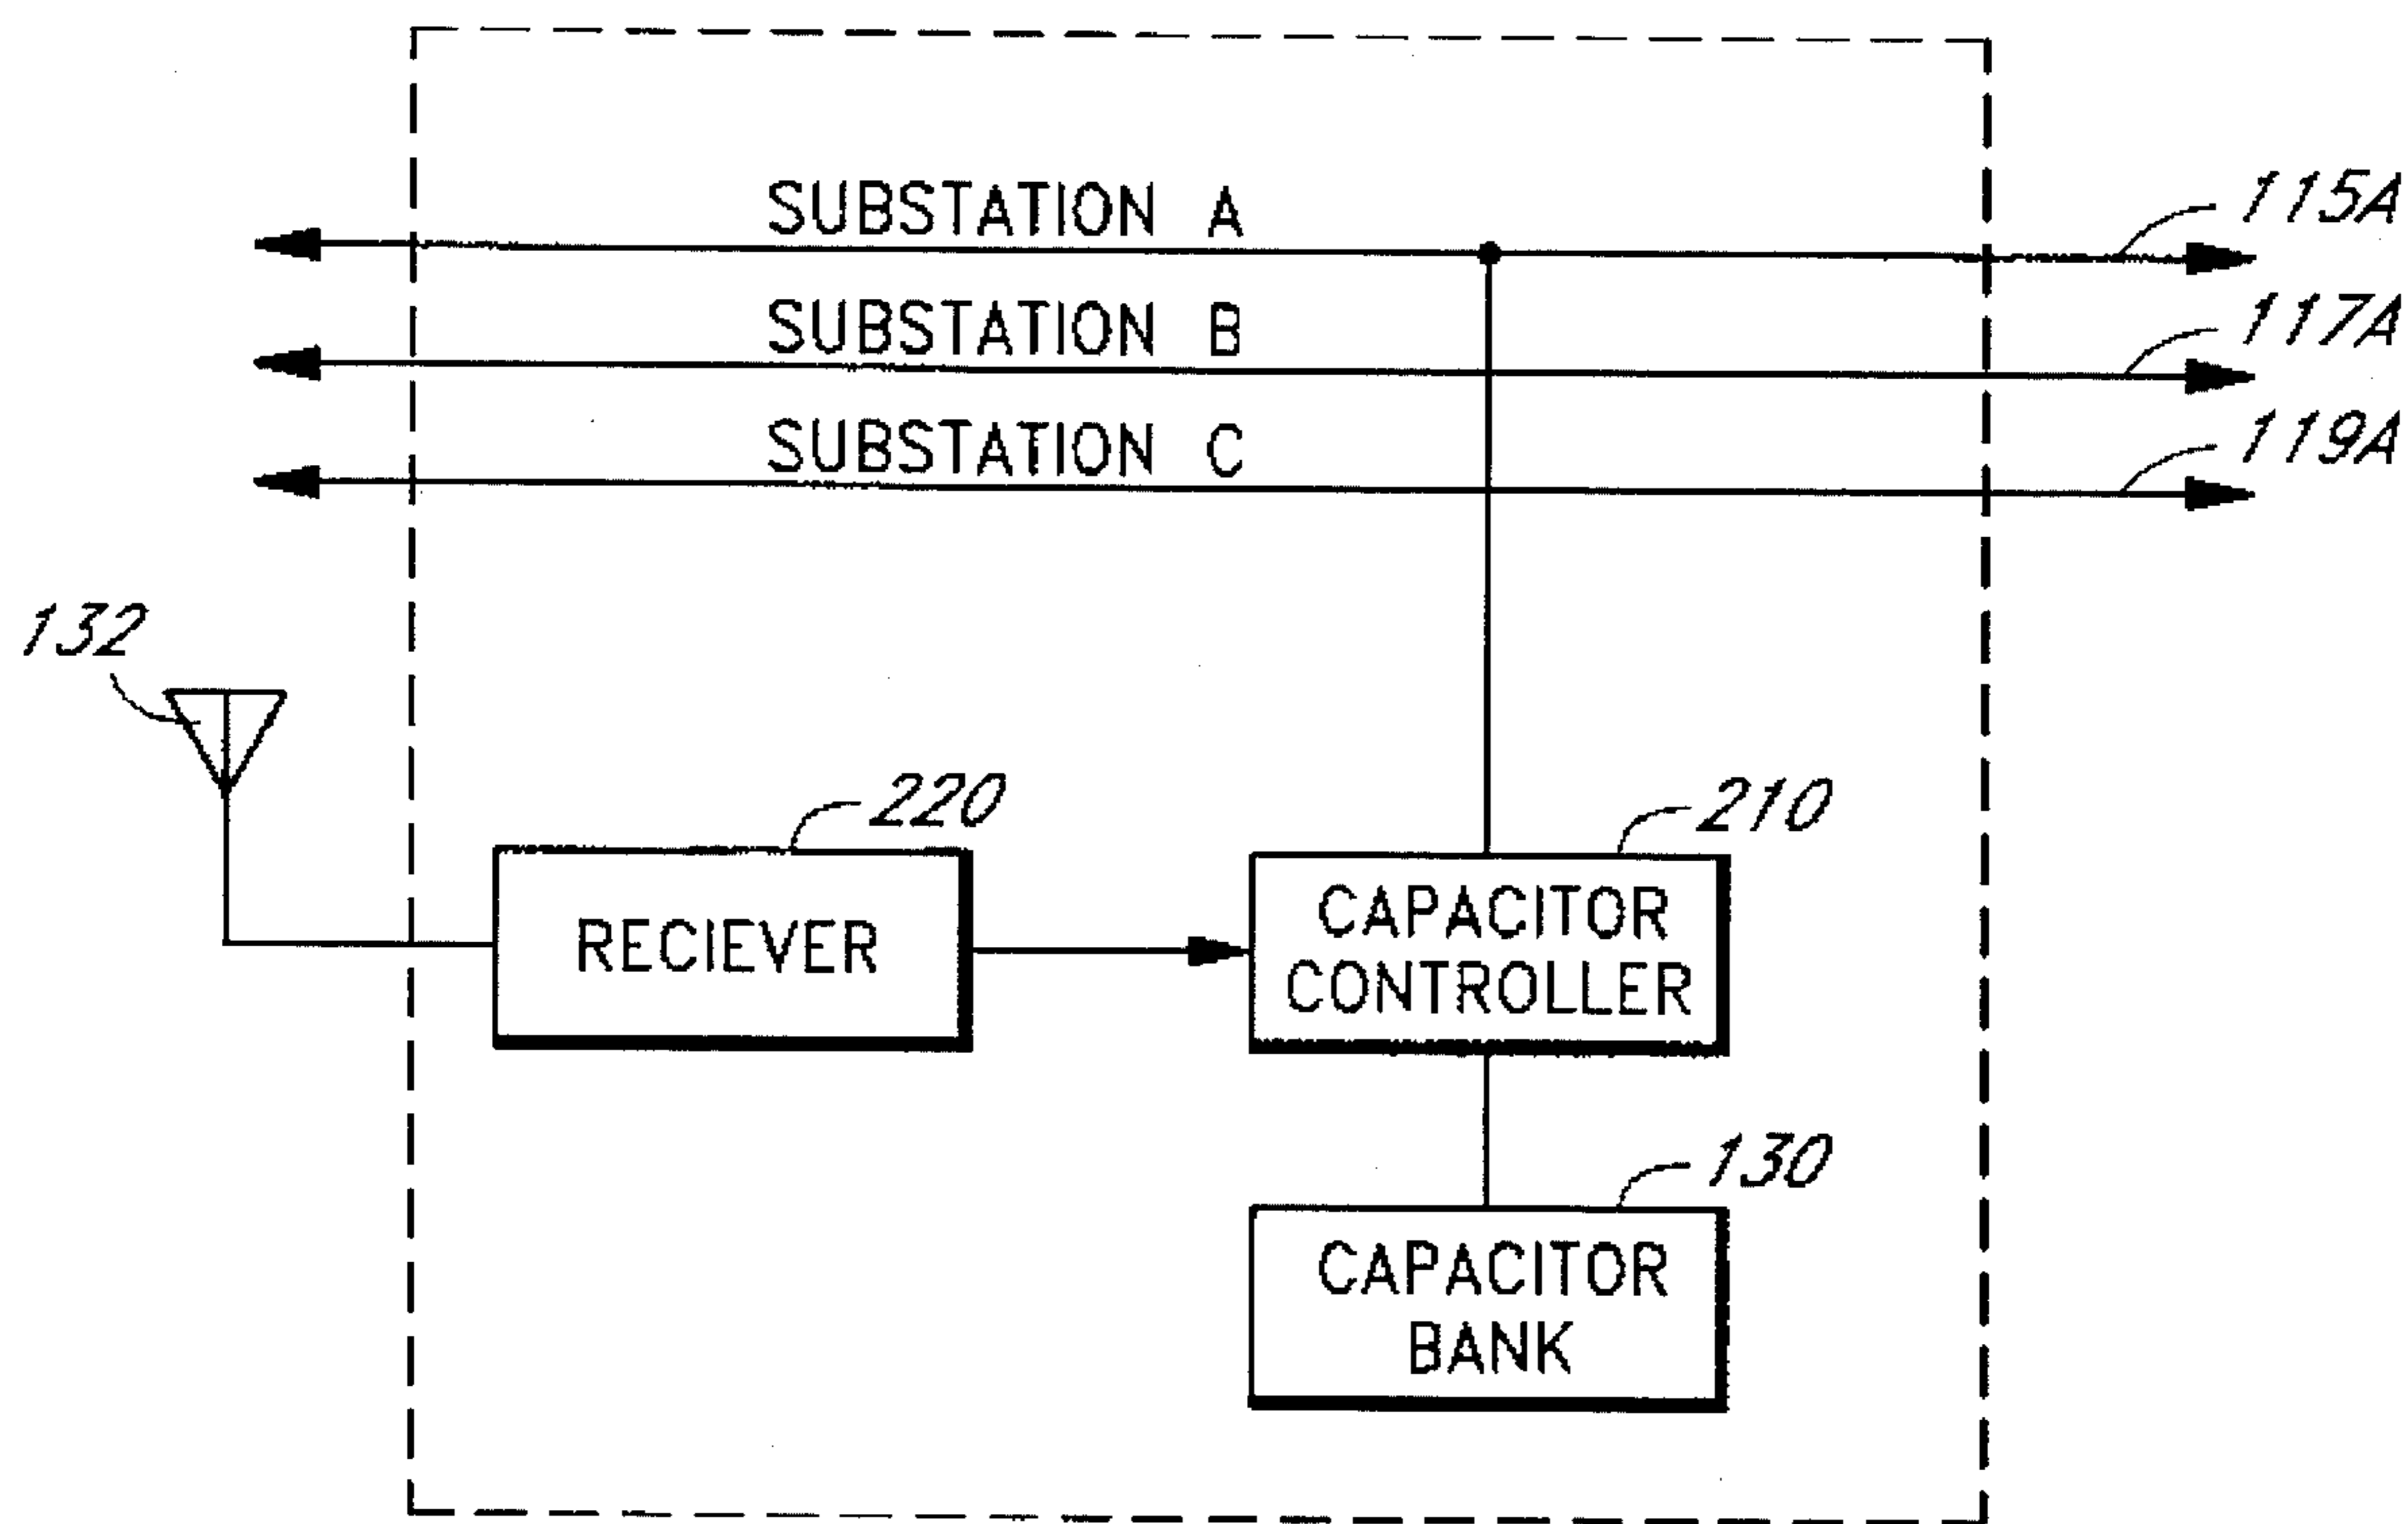 SUBSTATION A
115A
SUBSTATION B
117A
SUBSTATION C
119A
132
220
210
RECIEVER
CAPACITOR
CONTROLLER
130
CAPACITOR
BANK